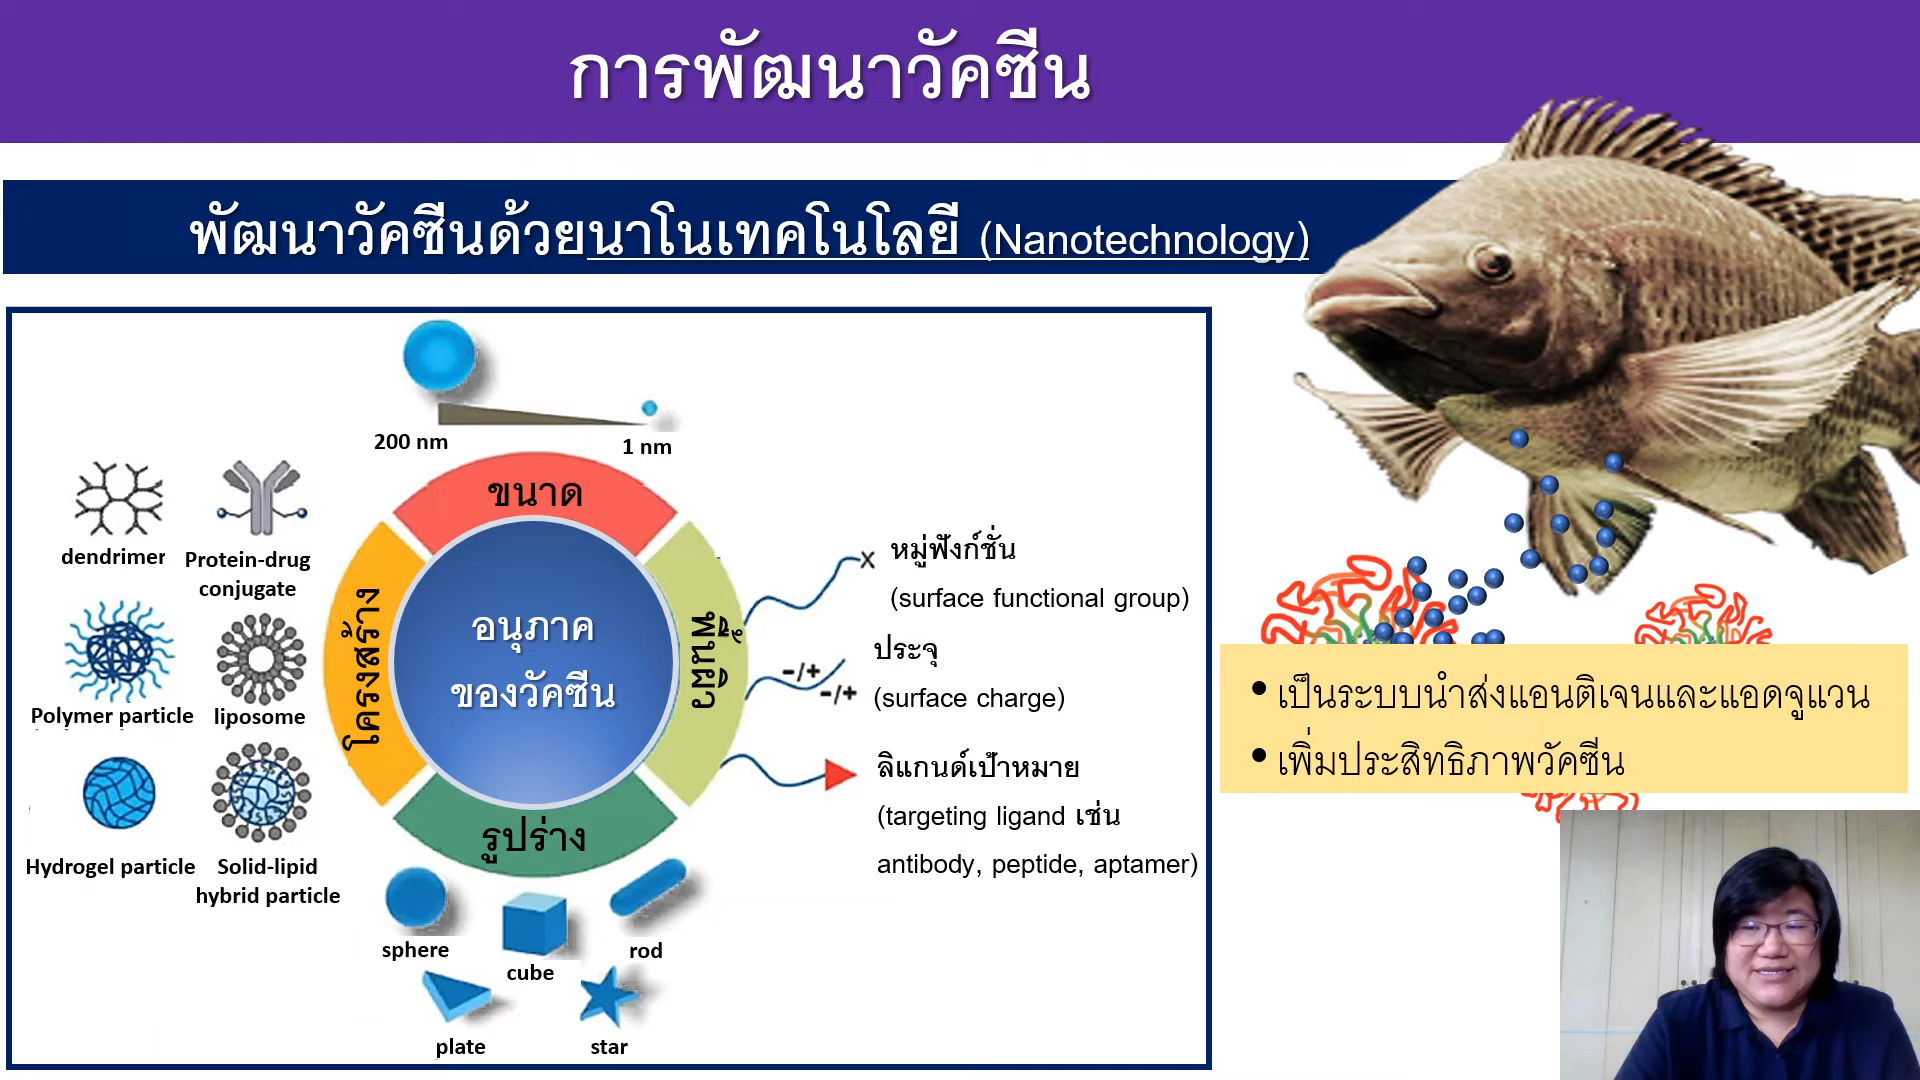 การพัฒนาวัคซีน
พัฒนาวัคซีนด้วยนาโนเทคโนโลยี (Nanotechnology)
200 nm
1 nm
ขนาด
โครงสร้าง
พื้นผิว
รูปร่าง
อนุภาค
ของวัคซีน
dendrimer
Protein-drug
conjugate
Polymer particle
liposome
Hydrogel particle
Solid-lipid
hybrid particle
sphere
cube
rod
plate
star
X
หมู่ฟังก์ชั่น
(surface functional group)
-/+
-/+
ประจุ
(surface charge)
ลิแกนด์เป้าหมาย
(targeting ligand เช่น
antibody, peptide, aptamer)
• เป็นระบบนำส่งแอนติเจนและแอดจูแวน
• เพิ่มประสิทธิภาพวัคซีน